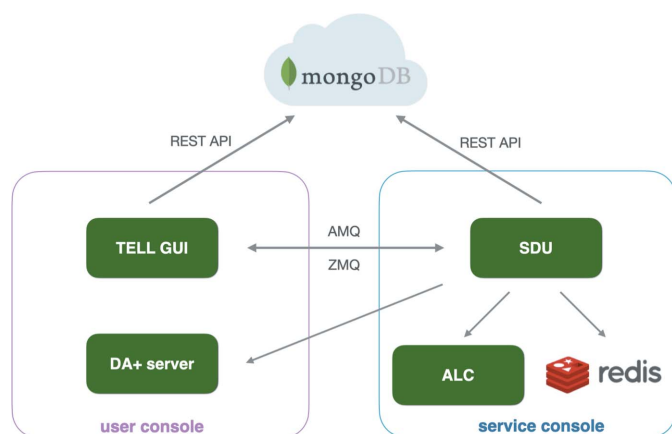 mongoDB
REST API
REST API
TELL GUI
AMQ
ZMQ
SDU
DA+ server
ALC
redis
user console
service console